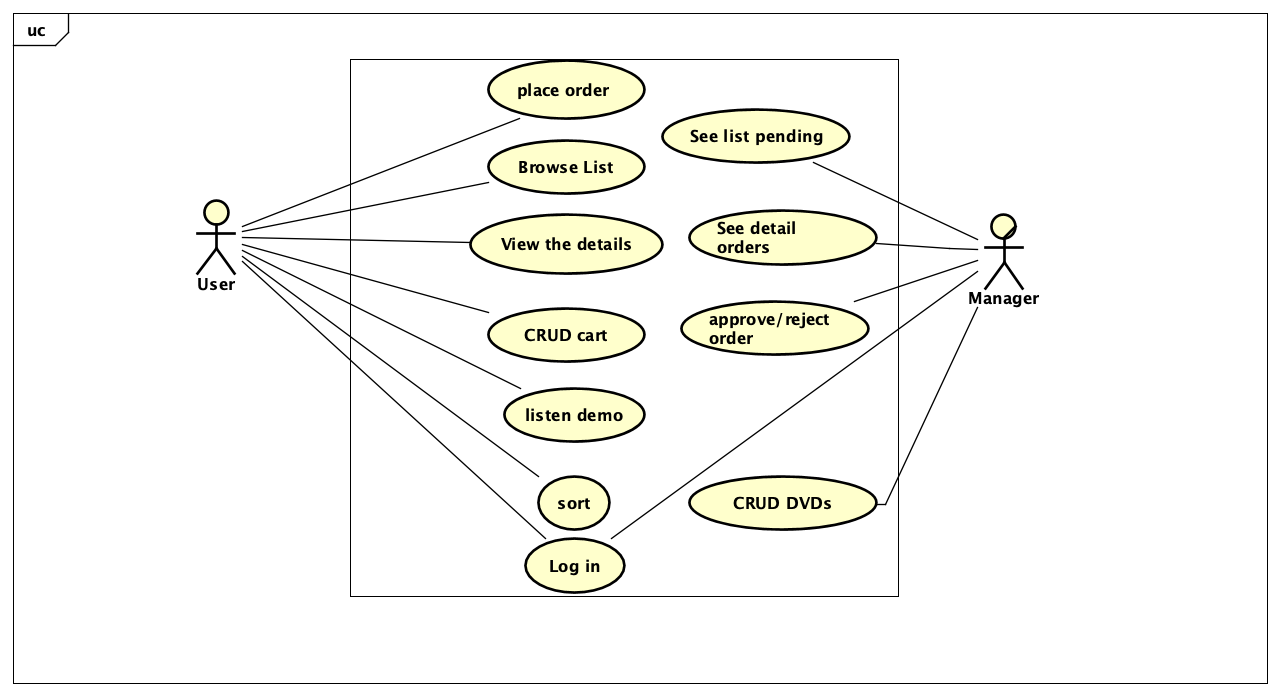 uc
place order
See list pending
Browse List
See detail
orders
View the details
User
Manager
approve/reject
order
CRUD cart
listen demo
sort
CRUD DVDs
Log in